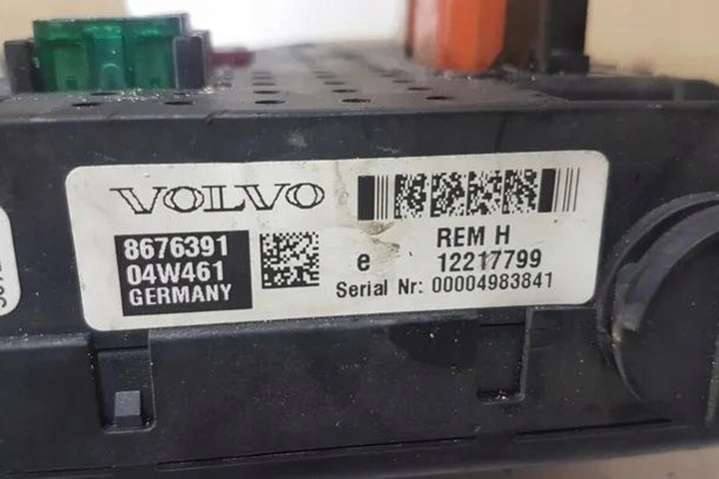 VOLVO
8676391
04W461
GERMANY
REM H
e 12217799
Serial Nr: 00004983841